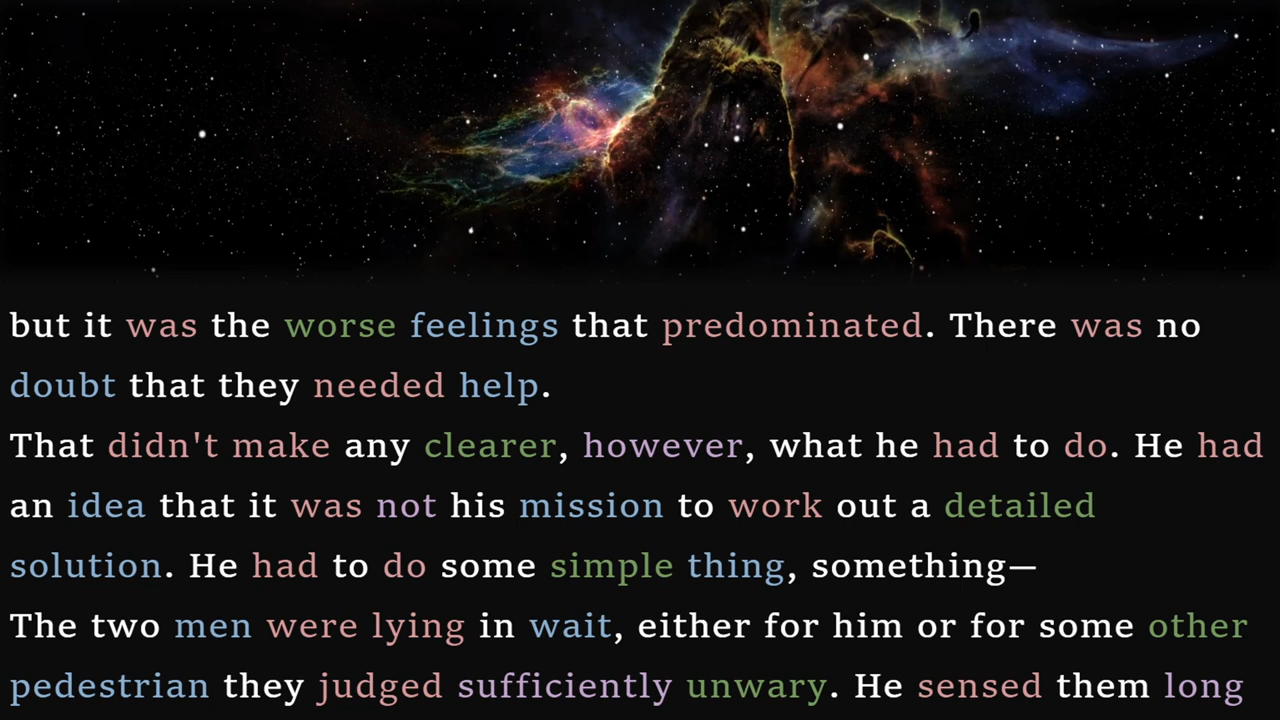 but it was the worse feelings that predominated. There was no
doubt that they needed help.
That didn't make any clearer, however, what he had to do. He had
an idea that it was not his mission to work out a detailed
solution. He had to do some simple thing, something—
The two men were lying in wait, either for him or for some other
pedestrian they judged sufficiently unwary. He sensed them long